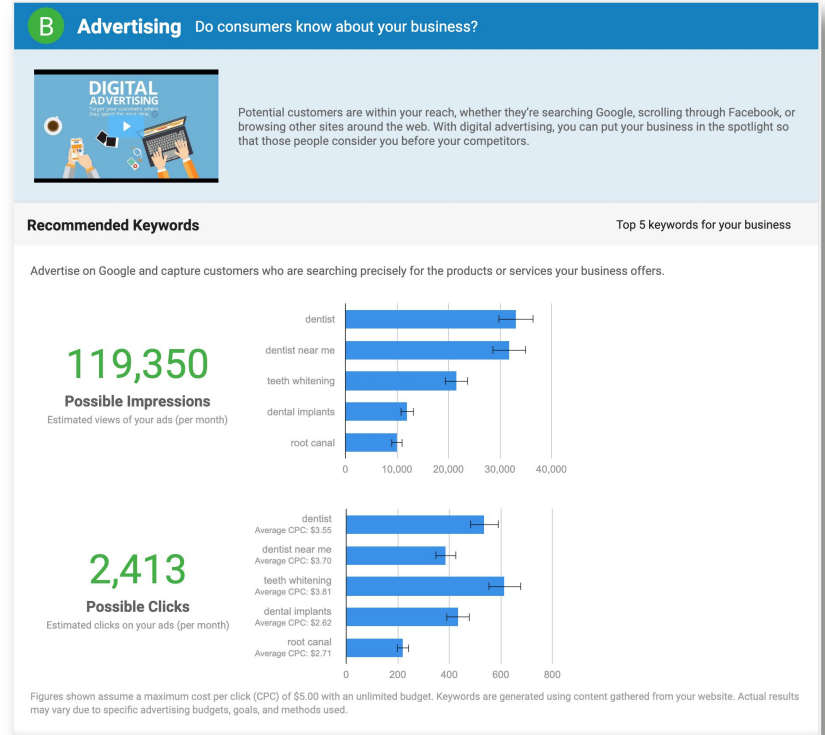 B Advertising Do consumers know about your business?
DIGITAL
ADVERTISING
Target your customers where
they spend the most time.
Potential customers are within your reach, whether they're searching Google, scrolling through Facebook, or
browsing other sites around the web. With digital advertising, you can put your business in the spotlight so
that those people consider you before your competitors.
Recommended Keywords Top 5 keywords for your business
Advertise on Google and capture customers who are searching precisely for the products or services your business offers.
119,350
Possible Impressions
Estimated views of your ads (per month)
dentist
dentist near me
teeth whitening
dental implants
root canal
0 10,000 20,000 30,000 40,000
2,413
Possible Clicks
Estimated clicks on your ads (per month)
dentist
Average CPC: $3.55
dentist near me
Average CPC: $3.70
teeth whitening
Average CPC: $3.81
dental implants
Average CPC: $2.62
root canal
Average CPC: $2.71
0 200 400 600 800
Figures shown assume a maximum cost per click (CPC) of $5.00 with an unlimited budget. Keywords are generated using content gathered from your website. Actual results
may vary due to specific advertising budgets, goals, and methods used.